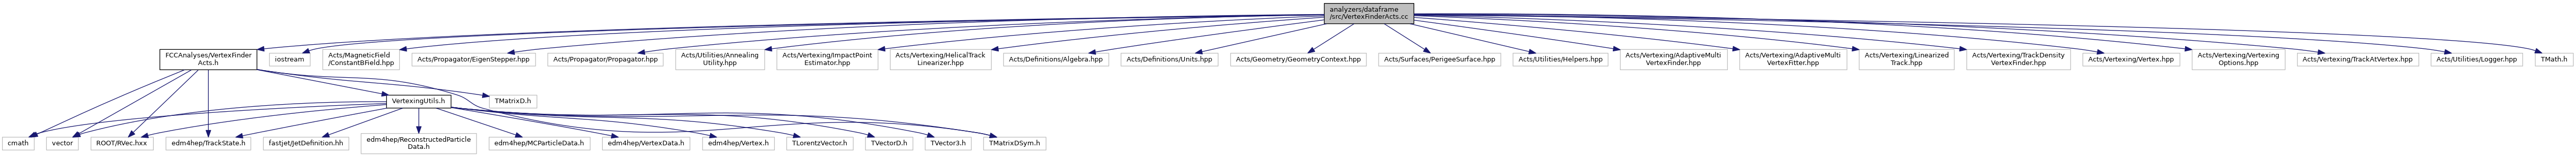 analyzers/dataframe
/src/VertexFinderActs.cc
FCCAnalyses/VertexFinder
Acts.h
iostream
Acts/MagneticField
/ConstantBField.hpp
Acts/Propagator/EigenStepper.hpp
Acts/Propagator/Propagator.hpp
Acts/Utilities/Annealing
Utility.hpp
Acts/Vertexing/ImpactPoint
Estimator.hpp
Acts/Vertexing/HelicalTrack
Linearizer.hpp
Acts/Definitions/Algebra.hpp
Acts/Definitions/Units.hpp
Acts/Geometry/GeometryContext.hpp
Acts/Surfaces/PerigeeSurface.hpp
Acts/Utilities/Helpers.hpp
Acts/Vertexing/AdaptiveMulti
VertexFinder.hpp
Acts/Vertexing/AdaptiveMulti
VertexFitter.hpp
Acts/Vertexing/Linearized
Track.hpp
Acts/Vertexing/TrackDensity
VertexFinder.hpp
Acts/Vertexing/Vertex.hpp
Acts/Vertexing/Vertexing
Options.hpp
Acts/Vertexing/TrackAtVertex.hpp
Acts/Utilities/Logger.hpp
TMath.h
VertexingUtils.h
TMatrixD.h
cmath
vector
ROOT/RVec.hxx
edm4hep/TrackState.h
fastjet/JetDefinition.hh
edm4hep/ReconstructedParticle
Data.h
edm4hep/MCParticleData.h
edm4hep/VertexData.h
edm4hep/Vertex.h
TLorentzVector.h
TVectorD.h
TVector3.h
TMatrixDSym.h